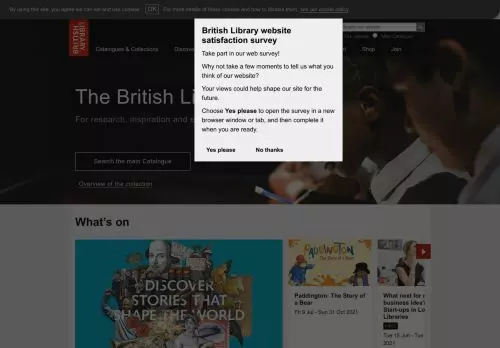 By using this site, you agree we can set and use cookies. OK For more details of these cookies and how to disable them, see our cookie policy
BRITISH
LIBRARY
Catalogues & Collections
Shop
Join
The British Li
For research, inspiration and e
Search the main Catalogue
Overview of the collection
British Library website
satisfaction survey
Take part in our web survey!
Why not take a few moments to tell us what you
think of our website?
Your views could help shape our site for the
future.
Choose Yes please to open the survey in a new
browser window or tab, and then complete it
when you are ready.
Yes please No thanks
What's on
DISCOVER
STORIES THAT
SHAPE THE WORLD
PADDINGTON
The Story of a Bear
Paddington: The Story of
a Bear
Fri 9 Jul - Sun 31 Oct 2021
What next for
business idea?
Start-ups in Lo
Libraries
Tue 15 Jun - Tue
2021